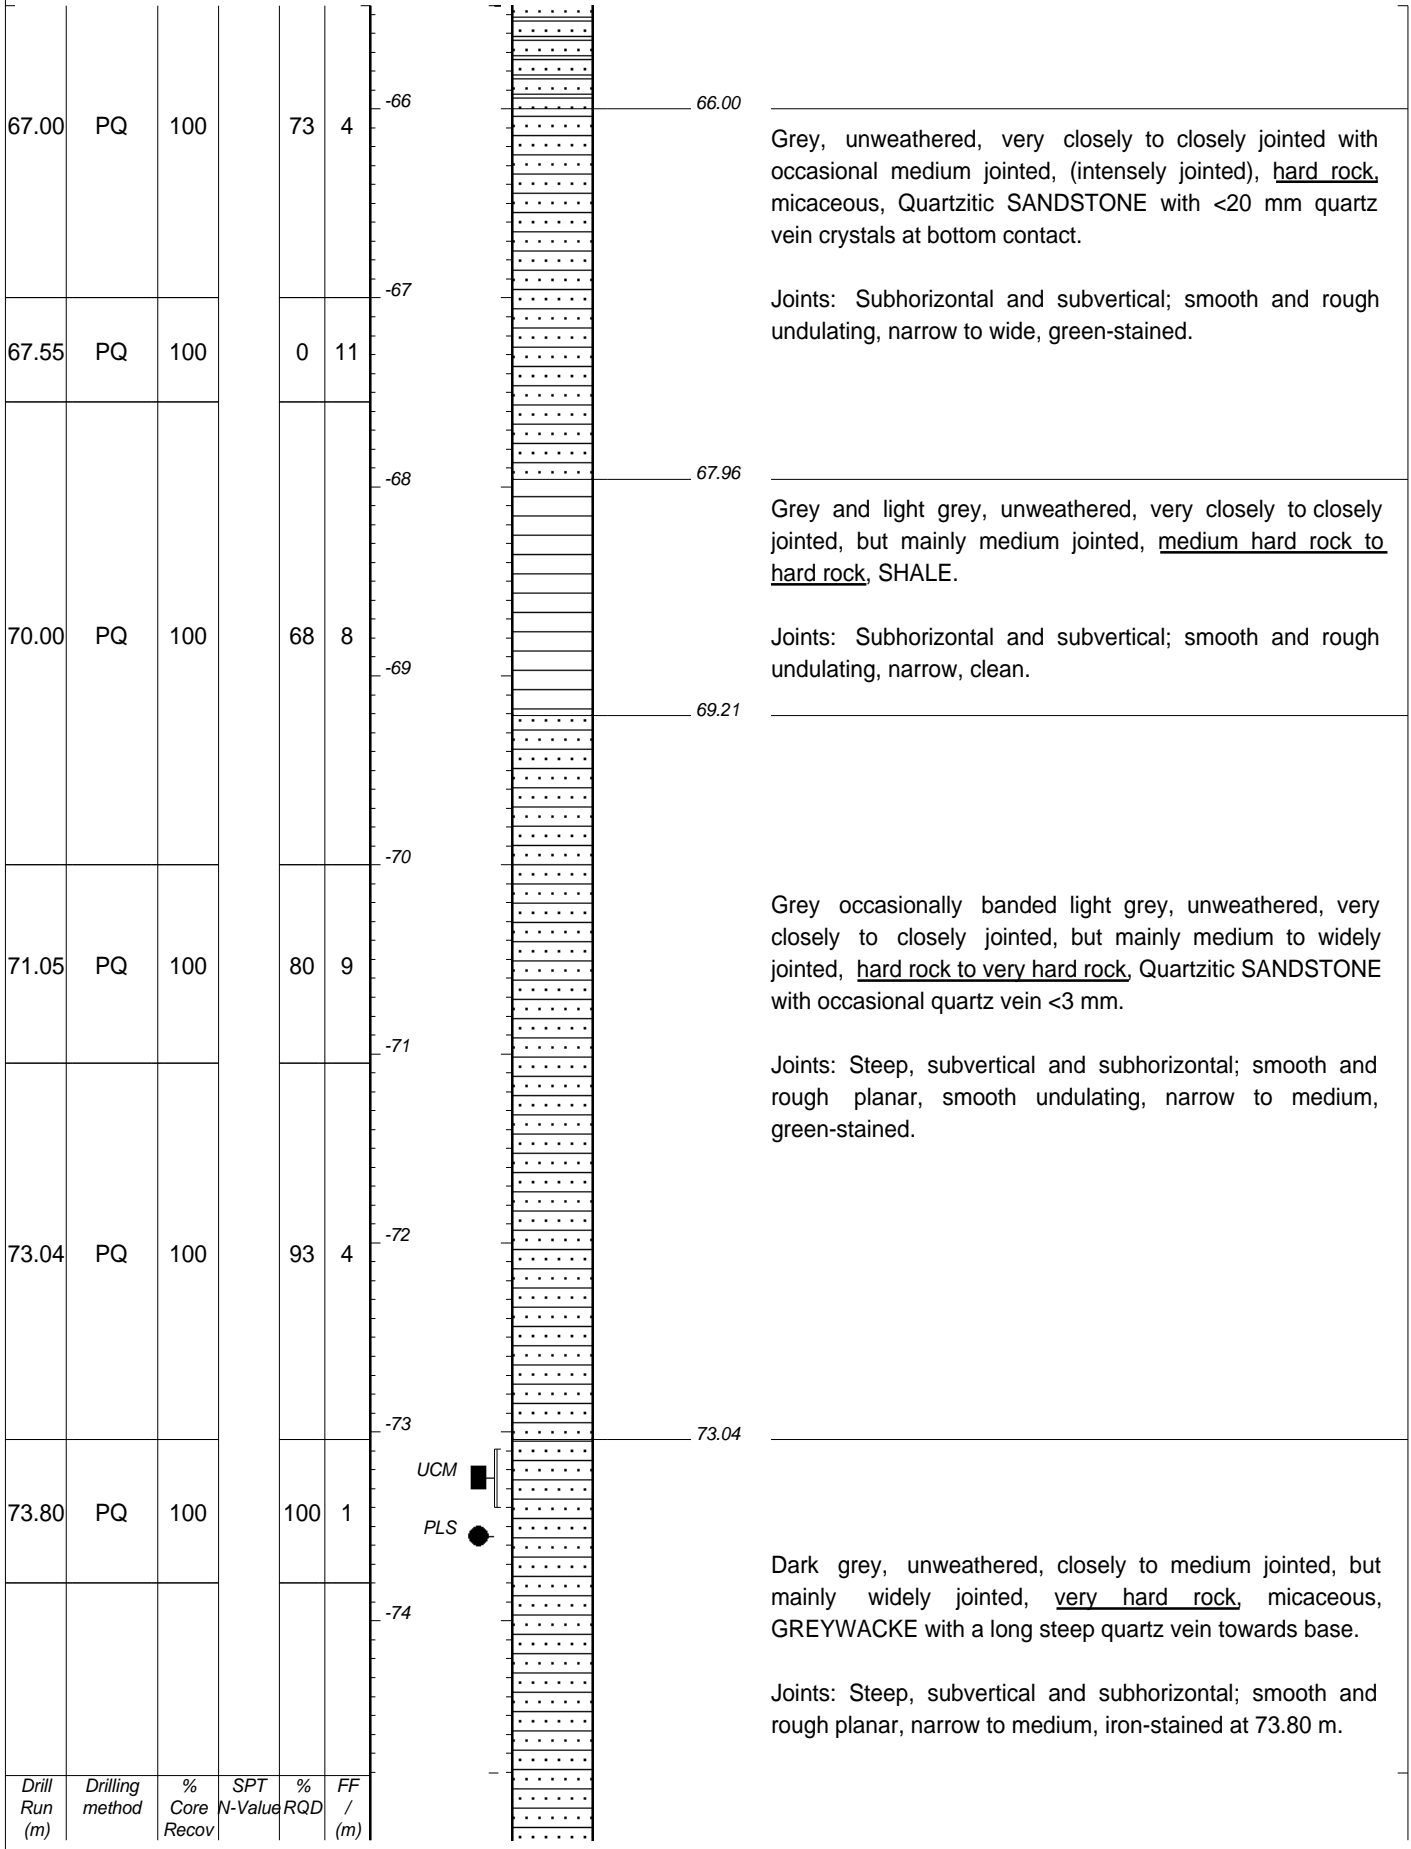 -66
66.00
67.00 PQ 100 73 4
Grey, unweathered, very closely to closely jointed with
occasional medium jointed, (intensely jointed), hard rock,
micaceous, Quartzitic SANDSTONE with <20 mm quartz
vein crystals at bottom contact.
-67
Joints: Subhorizontal and subvertical; smooth and rough
undulating, narrow to wide, green-stained.
67.55 PQ 100 0 11
-68
67.96
Grey and light grey, unweathered, very closely to closely
jointed, but mainly medium jointed, medium hard rock to
hard rock, SHALE.
70.00 PQ 100 68 8
Joints: Subhorizontal and subvertical; smooth and rough
undulating, narrow, clean.
-69
69.21
-70
Grey occasionally banded light grey, unweathered, very
closely to closely jointed, but mainly medium to widely
jointed, hard rock to very hard rock, Quartzitic SANDSTONE
with occasional quartz vein <3 mm.
71.05 PQ 100 80 9
-71
Joints: Steep, subvertical and subhorizontal; smooth and
rough planar, smooth undulating, narrow to medium,
green-stained.
-72
73.04 PQ 100 93 4
-73
73.04
UCM
73.80 PQ 100 100 1
PLS
Dark grey, unweathered, closely to medium jointed, but
mainly widely jointed, very hard rock, micaceous,
GREYWACKE with a long steep quartz vein towards base.
-74
Joints: Steep, subvertical and subhorizontal; smooth and
rough planar, narrow to medium, iron-stained at 73.80 m.
Drill Drilling % SPT % FF
Run method Core N-Value RQD /
(m) Recov (m)